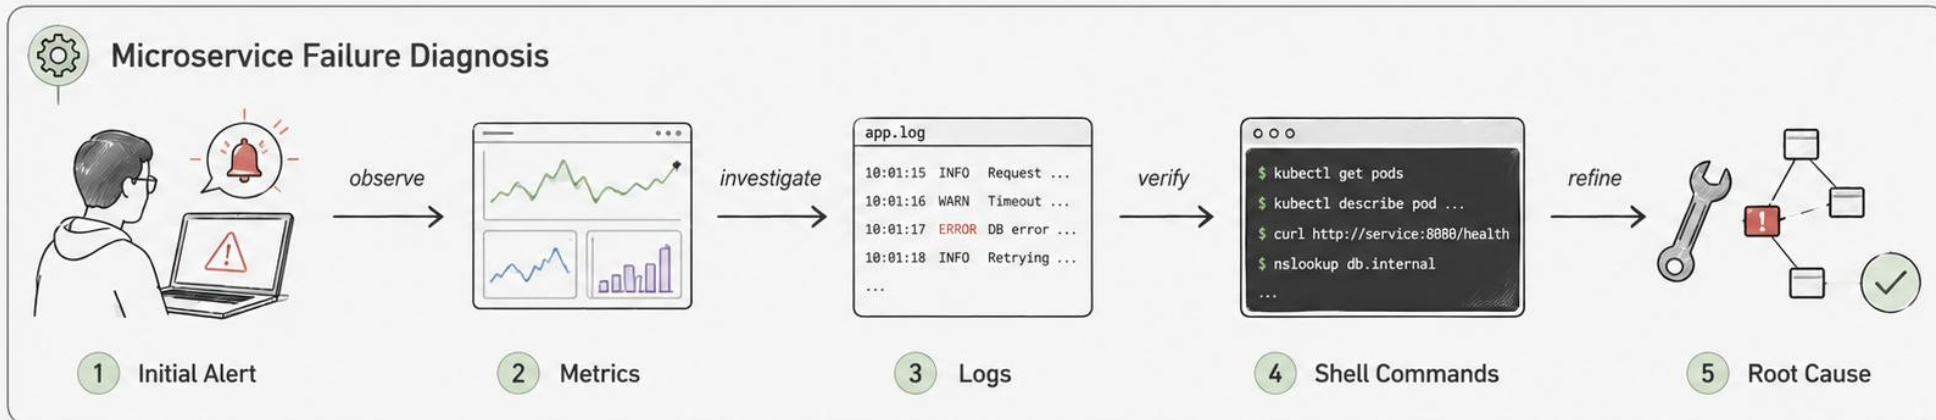 Microservice Failure Diagnosis
observe
investigate
verify
refine
app.log
10:01:15 INFO Request ...
10:01:16 WARN Timeout ...
10:01:17 ERROR DB error ...
10:01:18 INFO Retrying ...
...
$ kubectl get pods
$ kubectl describe pod ...
$ curl http://service:8080/health
$ nslookup db.internal
...
1 Initial Alert
2 Metrics
3 Logs
4 Shell Commands
5 Root Cause